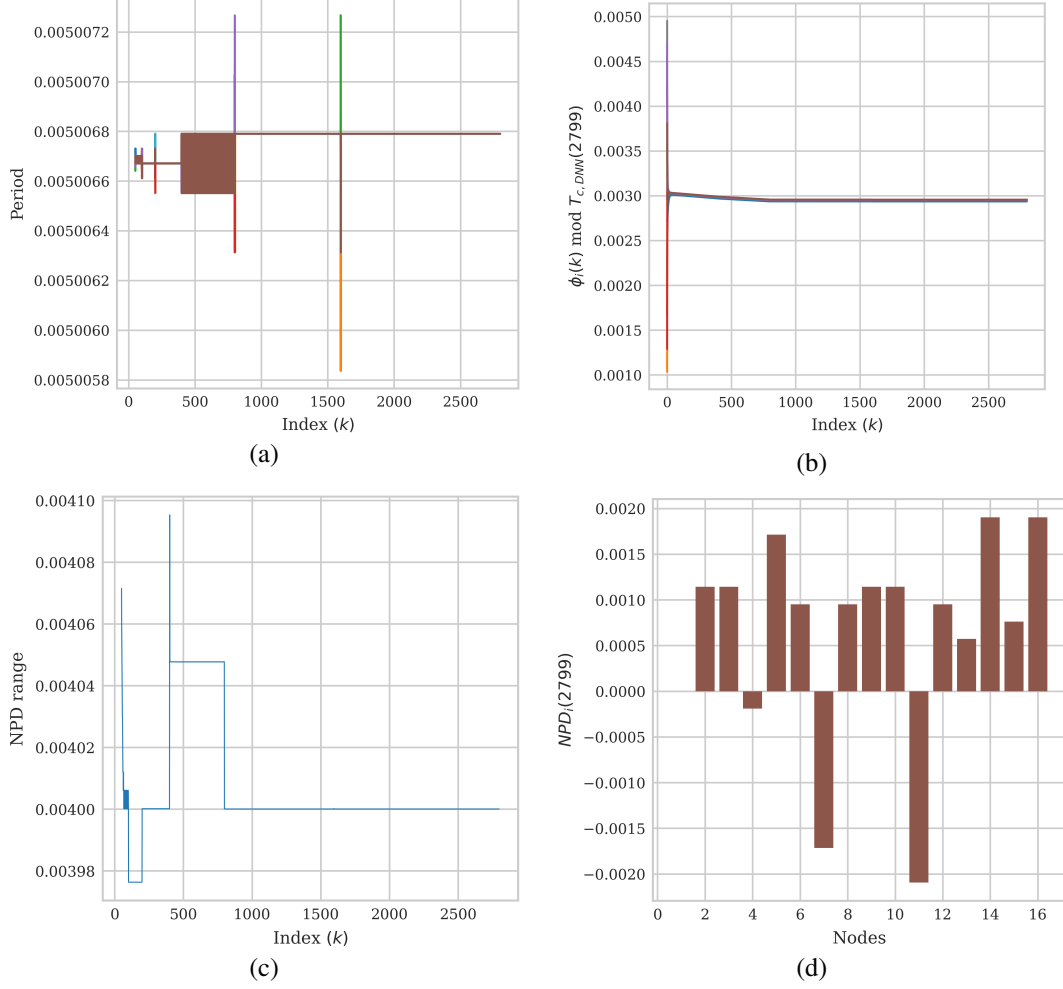 0.0050072
0.0050070
0.0050068
0.0050066
0.0050064
0.0050062
0.0050060
0.0050058
Period
0 500 1000 1500 2000 2500
Index (k)
(a)
0.0050
0.0045
0.0040
0.0035
0.0030
0.0025
0.0020
0.0015
0.0010
ϕi(k) mod Tc, DNN(2799)
0 500 1000 1500 2000 2500
Index (k)
(b)
0.00410
0.00408
0.00406
0.00404
0.00402
0.00400
0.00398
NPD range
0 500 1000 1500 2000 2500
Index (k)
(c)
0.0020
0.0015
0.0010
0.0005
0.0000
−0.0005
−0.0010
−0.0015
−0.0020
NPDi(2799)
0 2 4 6 8 10 12 14 16
Nodes
(d)